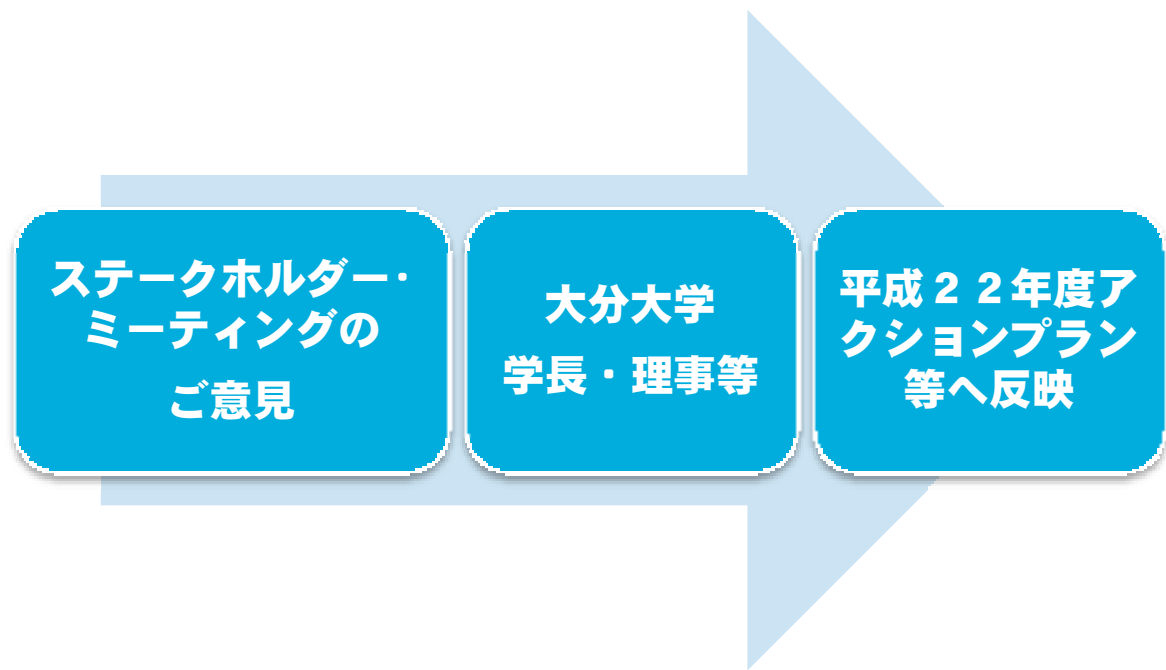 ステークホルダー・
ミーティングの
ご意見
大分大学
学長・理事等
平成２２年度ア
クションプラン
等へ反映